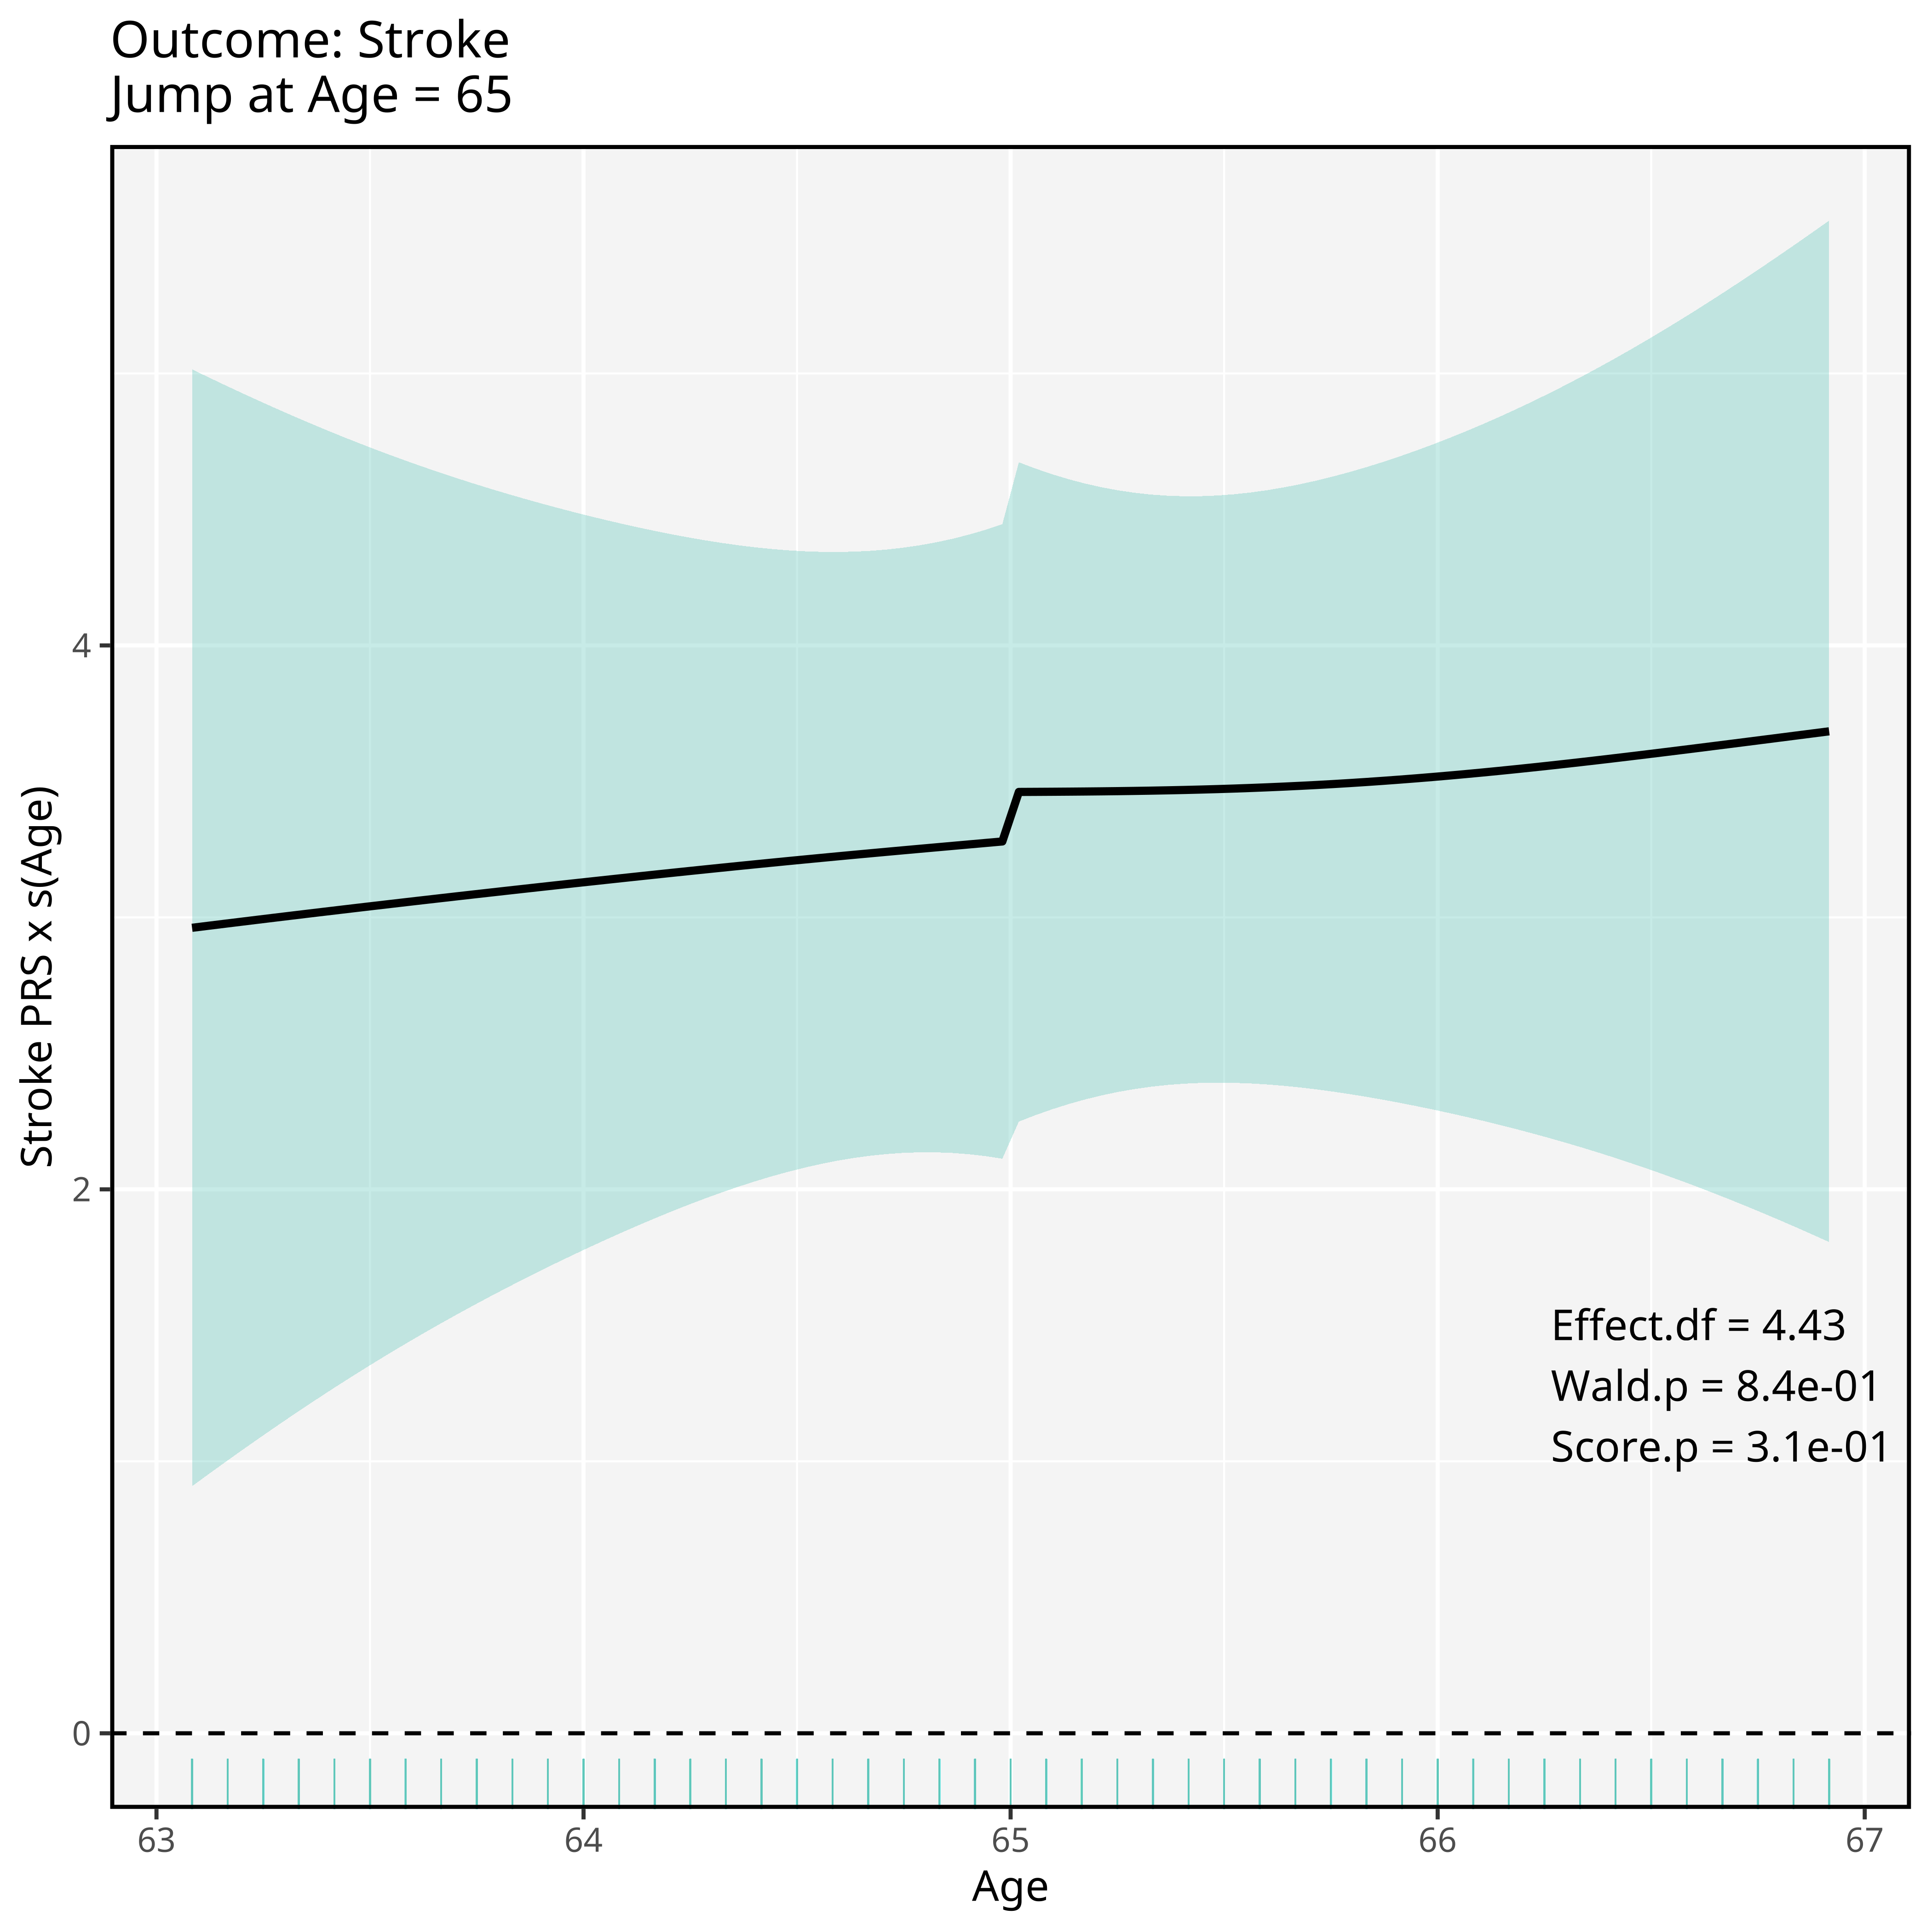 Outcome: Stroke
Jump at Age = 65
Stroke PRS x s(Age)
4
2
0
Effect.df = 4.43
Wald.p = 8.4e-01
Score.p = 3.1e-01
63
64
65
66
67
Age